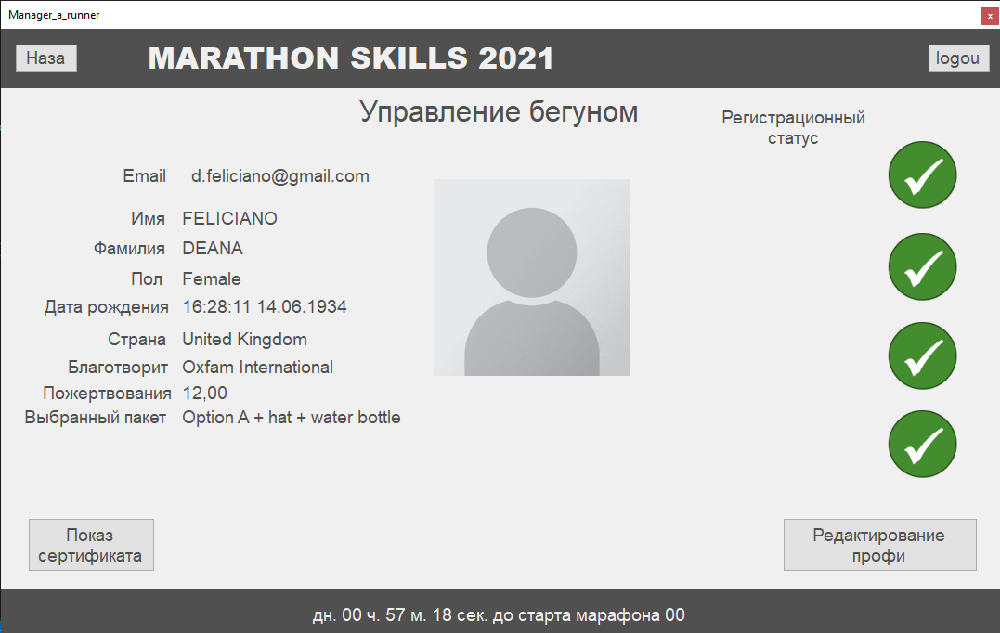 Manager_a_runner
x
Наза
MARATHON SKILLS 2021
logou
Управление бегуном
Регистрационный
статус
Email d.feliciano@gmail.com
Имя FELICIANO
Фамилия DEANA
Пол Female
Дата рождения 16:28:11 14.06.1934
Страна United Kingdom
Благотворит Oxfam International
Пожертвования 12,00
Выбранный пакет Option A + hat + water bottle
Показ
сертификата
Редактирование
профи
дн. 00 ч. 57 м. 18 сек. до старта марафона 00